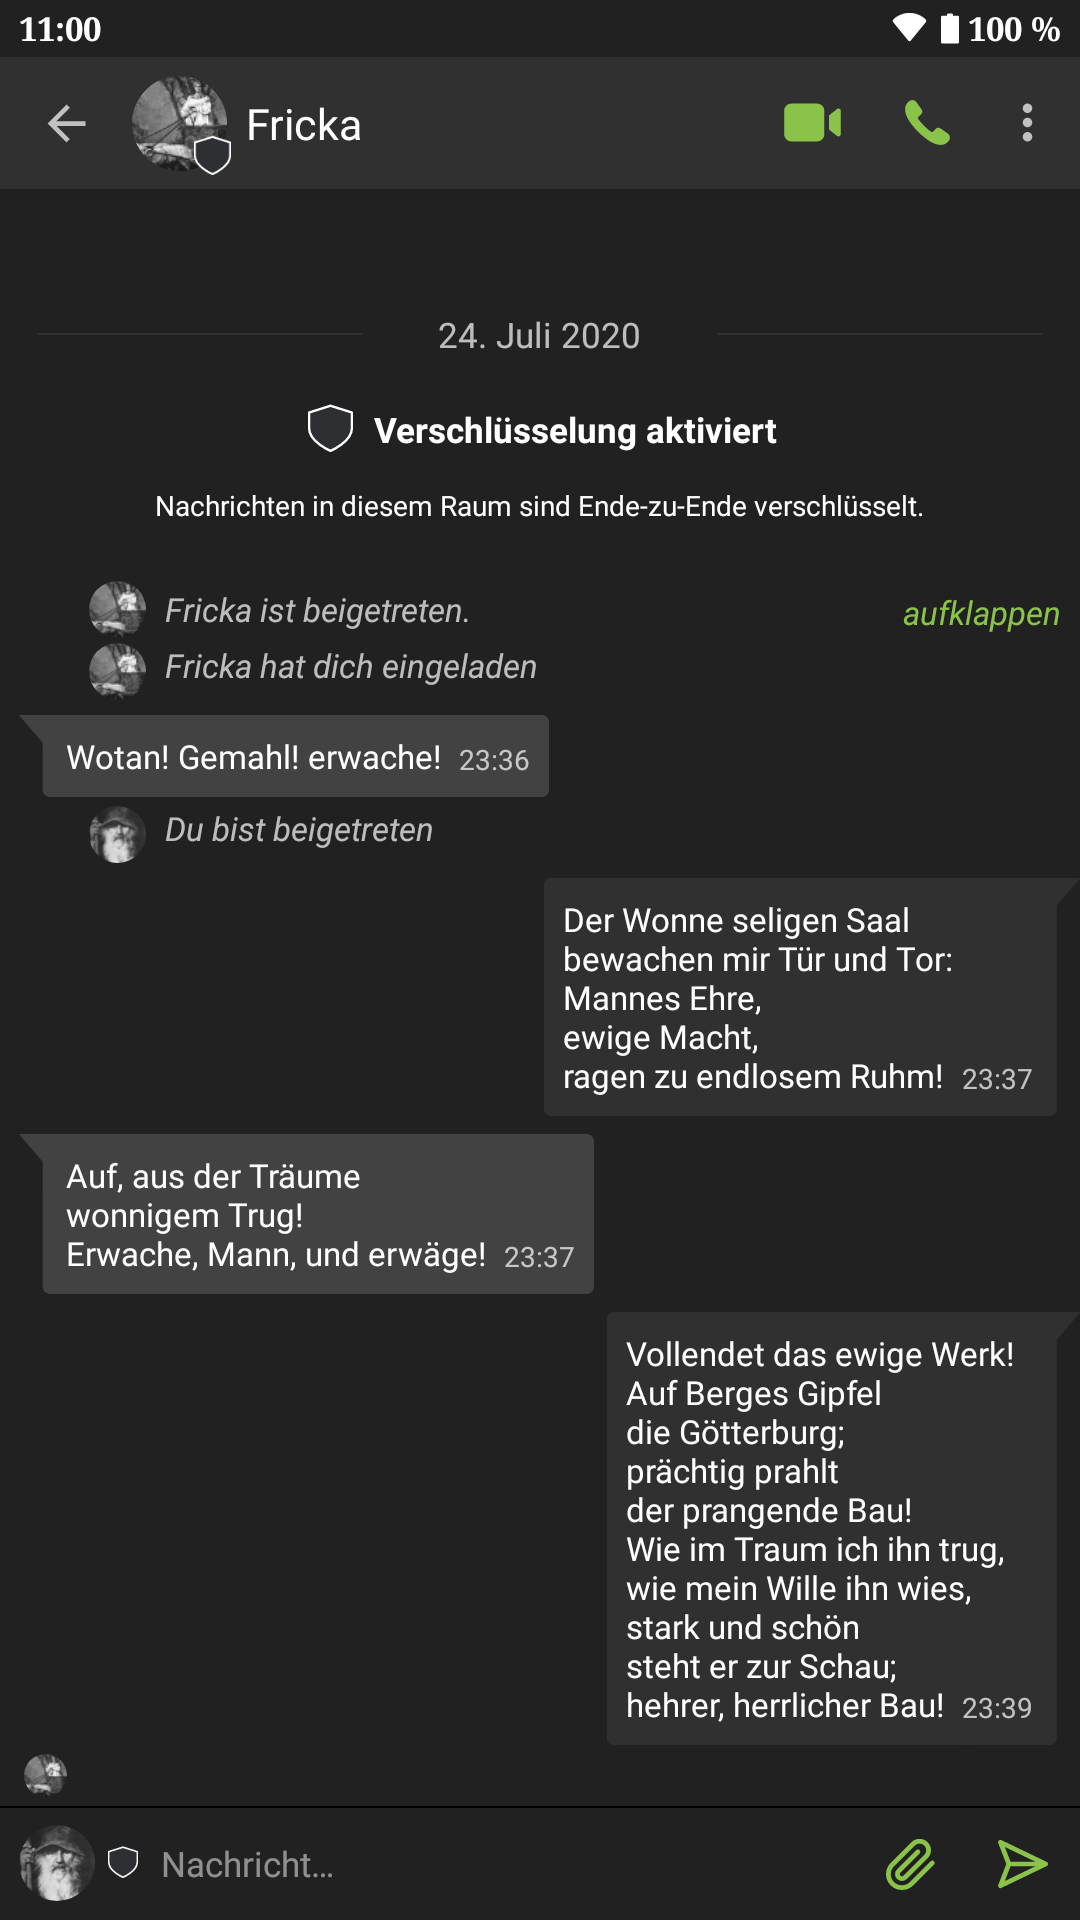 11:00
100 %
Fricka
24. Juli 2020
Verschlüsselung aktiviert
Nachrichten in diesem Raum sind Ende-zu-Ende verschlüsselt.
Fricka ist beigetreten.
aufklappen
Fricka hat dich eingeladen
Wotan! Gemahl! erwache! 23:36
Du bist beigetreten
Der Wonne seligen Saal
bewachen mir Tür und Tor:
Mannes Ehre,
ewige Macht,
ragen zu endlosem Ruhm! 23:37
Auf, aus der Träume
wonnigem Trug!
Erwache, Mann, und erwäge! 23:37
Vollendet das ewige Werk!
Auf Berges Gipfel
die Götterburg;
prächtig prahlt
der prangende Bau!
Wie im Traum ich ihn trug,
wie mein Wille ihn wies,
stark und schön
steht er zur Schau;
hehrer, herrlicher Bau! 23:39
Nachricht…